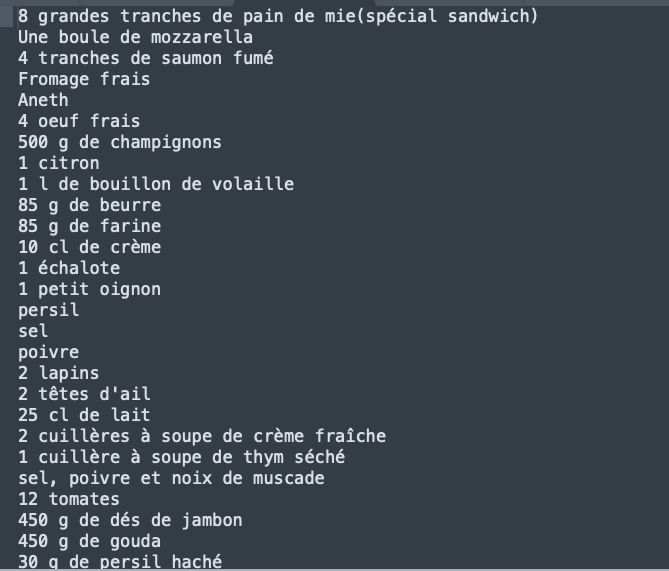 8 grandes tranches de pain de mie(spécial sandwich)
Une boule de mozzarella
4 tranches de saumon fumé
Fromage frais
Aneth
4 oeuf frais
500 g de champignons
1 citron
1 l de bouillon de volaille
85 g de beurre
85 g de farine
10 cl de crème
1 échalote
1 petit oignon
persil
sel
poivre
2 lapins
2 têtes d'ail
25 cl de lait
2 cuillères à soupe de crème fraîche
1 cuillère à soupe de thym séché
sel, poivre et noix de muscade
12 tomates
450 g de dés de jambon
450 g de gouda
30 g de persil haché